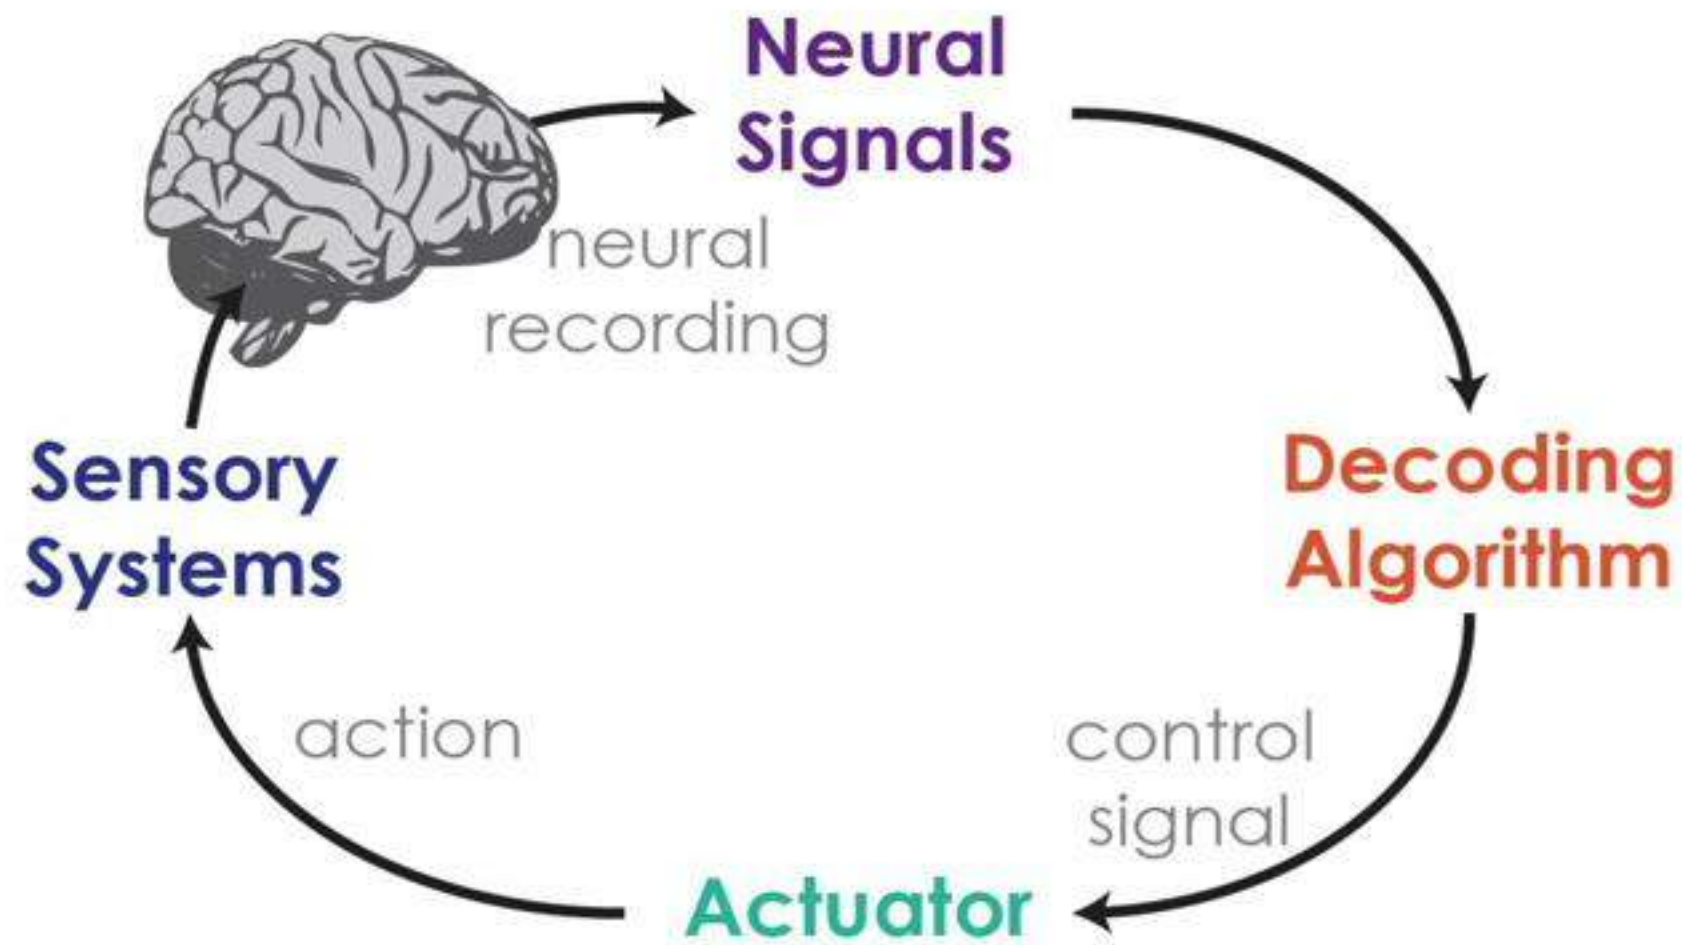 Neural
Signals
neural
recording
Decoding
Algorithm
control
signal
Actuator
action
Sensory
Systems